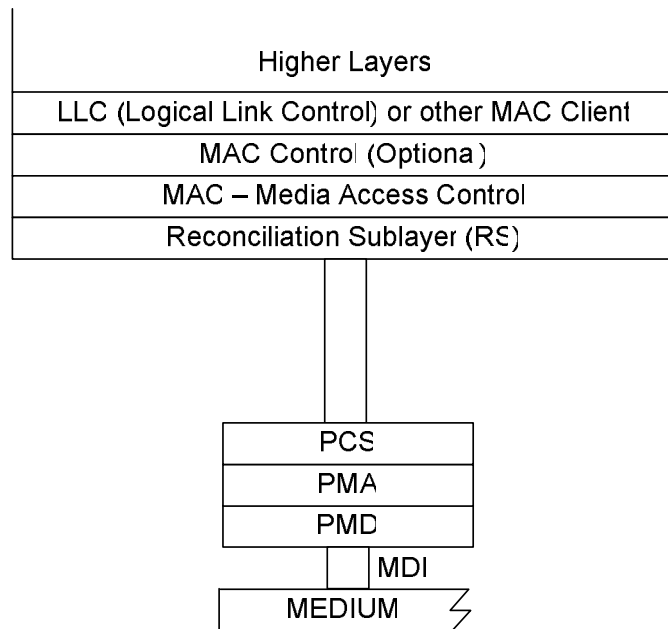 Higher Layers
LLC (Logical Link Control) or other MAC Client
MAC Control (Optional)
MAC – Media Access Control
Reconciliation Sublayer (RS)
PCS
PMA
PMD
MDI
MEDIUM